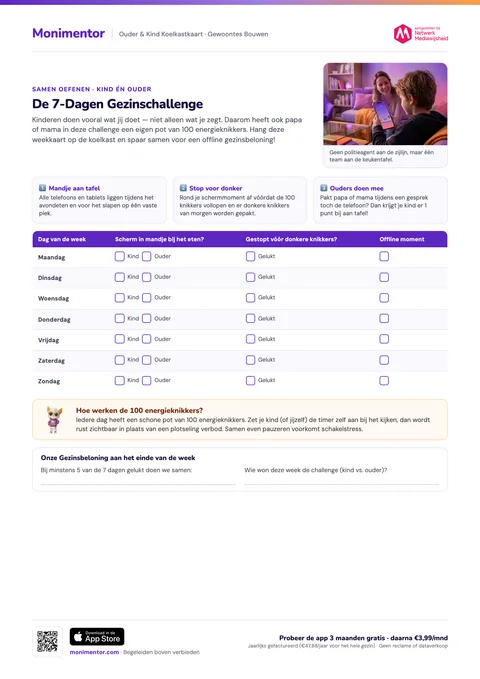 Monimentor
Ouder & Kind Koelkastkaart · Gewoontes Bouwen
aangesloten bij
Netwerk
Mediawijsheid
SAMEN OEFENEN · KIND ÉN OUDER
De 7-Dagen Gezinschallenge
Kinderen doen vooral wat jij doet — niet alleen wat je zegt. Daarom heeft ook papa
of mama in deze challenge een eigen pot van 100 energieknikkers. Hang deze
weekkaart op de koelkast en spaar samen voor een offline gezinsbeloning!
Geen politieagent aan de zijlijn, maar één
team aan de keukentafel.
1 Mandje aan tafel
Alle telefoons en tablets liggen tijdens het
avondeten en voor het slapen op één vaste
plek.
2 Stop voor donker
Rond je schermmoment af vóórdat de 100
knikkers vollopen en er donkere knikkers
van morgen worden gepakt.
3 Ouders doen mee
Pakt papa of mama tijdens een gesprek
toch de telefoon? Dan krijgt je kind er 1
punt bij aan tafel!
Dag van de week Scherm in mandje bij het eten? Gestopt vóór donkere knikkers? Offline moment
Maandag Kind Ouder Gelukt
Dinsdag Kind Ouder Gelukt
Woensdag Kind Ouder Gelukt
Donderdag Kind Ouder Gelukt
Vrijdag Kind Ouder Gelukt
Zaterdag Kind Ouder Gelukt
Zondag Kind Ouder Gelukt
Hoe werken de 100 energieknikkers?
Iedere dag heeft een schone pot van 100 energieknikkers. Zet je kind (of jijzelf) de timer zelf aan bij het kijken, dan wordt
rust zichtbaar in plaats van een plotseling verbod. Samen even pauzeren voorkomt schakelstress.
Onze Gezinsbeloning aan het einde van de week
Bij minstens 5 van de 7 dagen gelukt doen we samen:
Wie won deze week de challenge (kind vs. ouder)?
Download in de
App Store
monimentor.com · Begeleiden boven verbieden
Probeer de app 3 maanden gratis · daarna €3,99/mnd
Jaarlijks gefactureerd (€47,88/jaar voor het hele gezin) · Geen reclame of dataverkoop